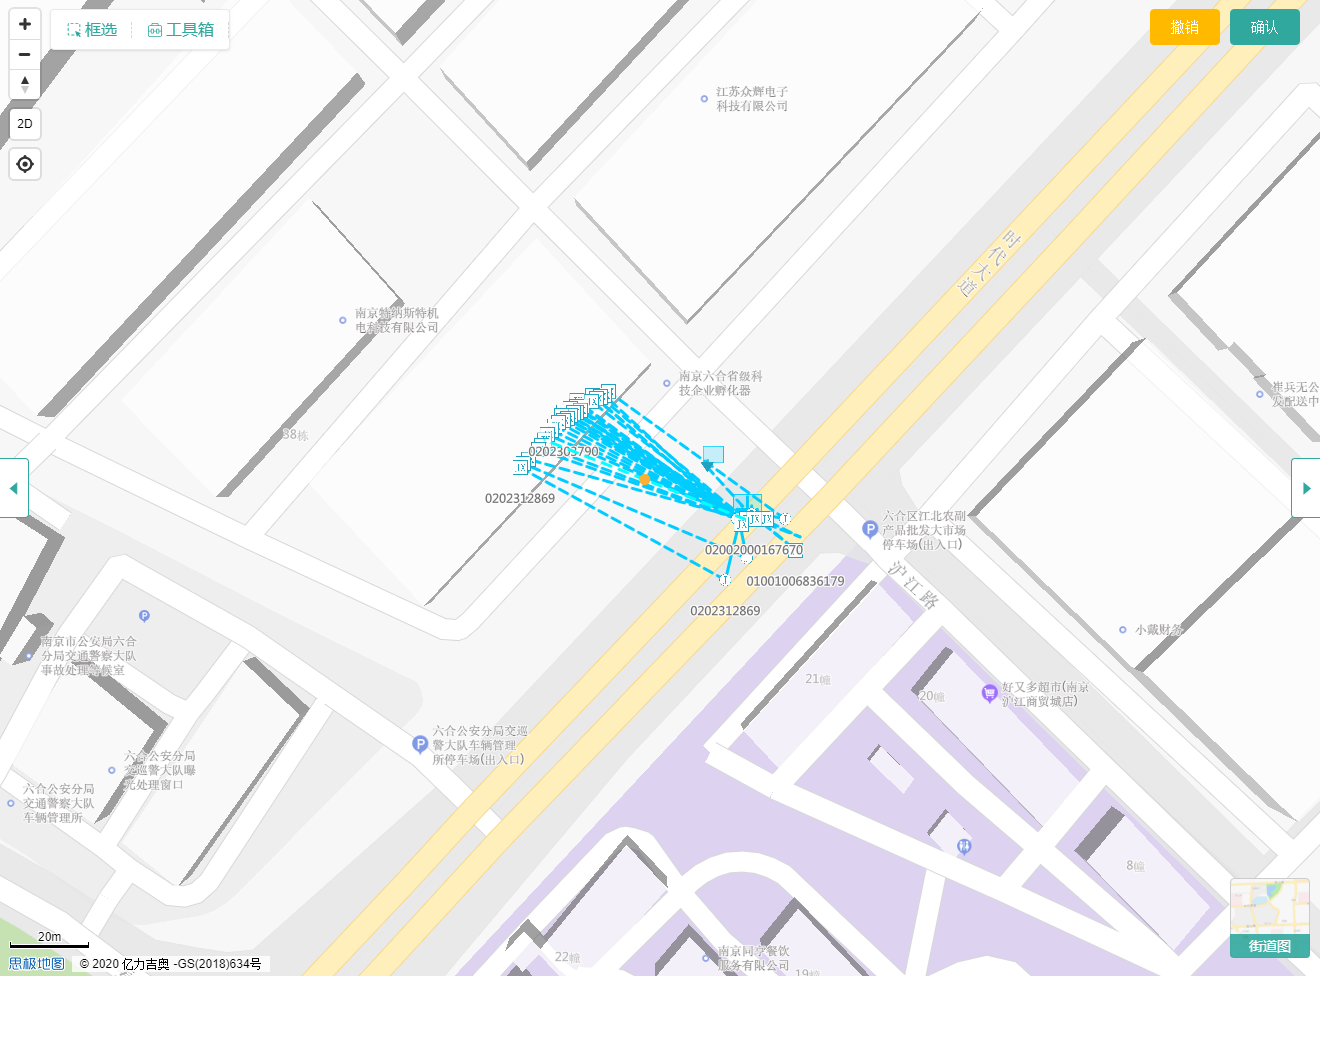 框选
工具箱
撤销
确认
2D
江苏众辉电子
科技有限公司
时代大道
南京特纳斯特机
电科技有限公司
南京六合省级科
技企业孵化器
崔兵无公
发配送中
38栋
0202303790
JX
0202312869
JX
JX JX
02002000167670
01001006836179
0202312869
六合区江北农副
产品批发大市场
停车场(出入口)
沪江路
小戴财务
南京市公安局六合
分局交通警察大队
事故处理等候室
21幢
20幢
好又多超市(南京
沪江商贸城店)
六合公安分局交巡
警大队车辆管理
所停车场(出入口)
六合公安分局
交巡警大队曝
光处理窗口
六合公安分局
交通警察大队
车辆管理所
8幢
20m
22幢
南京同享餐饮
服务有限公司
19幢
街道图
思极地图
© 2020 亿力吉奥 -GS(2018)634号